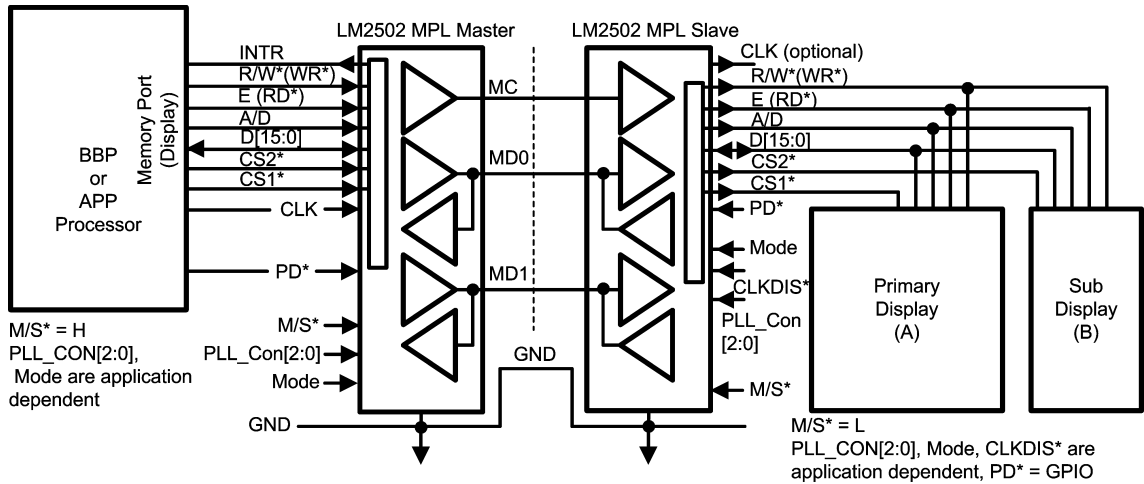 LM2502 MPL Master
LM2502 MPL Slave
BBP
or
APP
Processor
Memory Port
(Display)
INTR
R/W*(WR*)
E (RD*)
A/D
D[15:0]
CS2*
CS1*
CLK
PD*
M/S*
PLL_Con[2:0]
Mode
GND
M/S* = H
PLL_CON[2:0],
Mode are application
dependent
MC
MD0
MD1
GND
CLK (optional)
R/W*(WR*)
E (RD*)
A/D
D[15:0]
CS2*
CS1*
PD*
Mode
CLKDIS*
PLL_Con
[2:0]
M/S*
Primary
Display
(A)
Sub
Display
(B)
M/S* = L
PLL_CON[2:0], Mode, CLKDIS* are
application dependent, PD* = GPIO